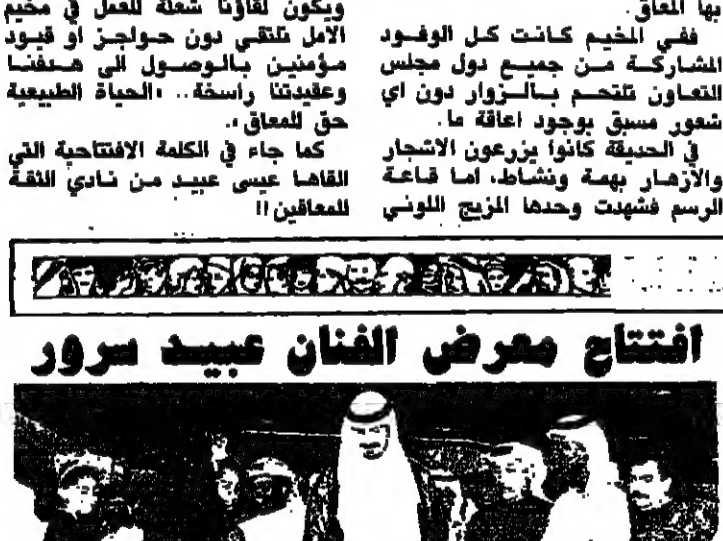 بها المعاق.
ففي المخيم كانت كل الوفود
المشاركة من جميع دول مجلس
التعاون تلتحم بالزوار دون اي
شعور مسبق بوجود اعاقة ما.
في الحديقة كانوا يزرعون الاشجار
والازهار بهمة ونشاط، اما قاعة
الرسم فشهدت وحدها المزيج اللوني
ويكون لقاؤنا شعلة للعمل في مخيم
الامل نلتقي دون حواجز او قيود
مؤمنين بالوصول الى هدفنا
وعقيدتنا راسخة.. «الحياة الطبيعية
حق للمعاق».
كما جاء في الكلمة الافتتاحية التي
القاها عيسى عبيد من نادي الثقة
للمعاقين!!
افتتاح معرض الفنان عبيد سرور